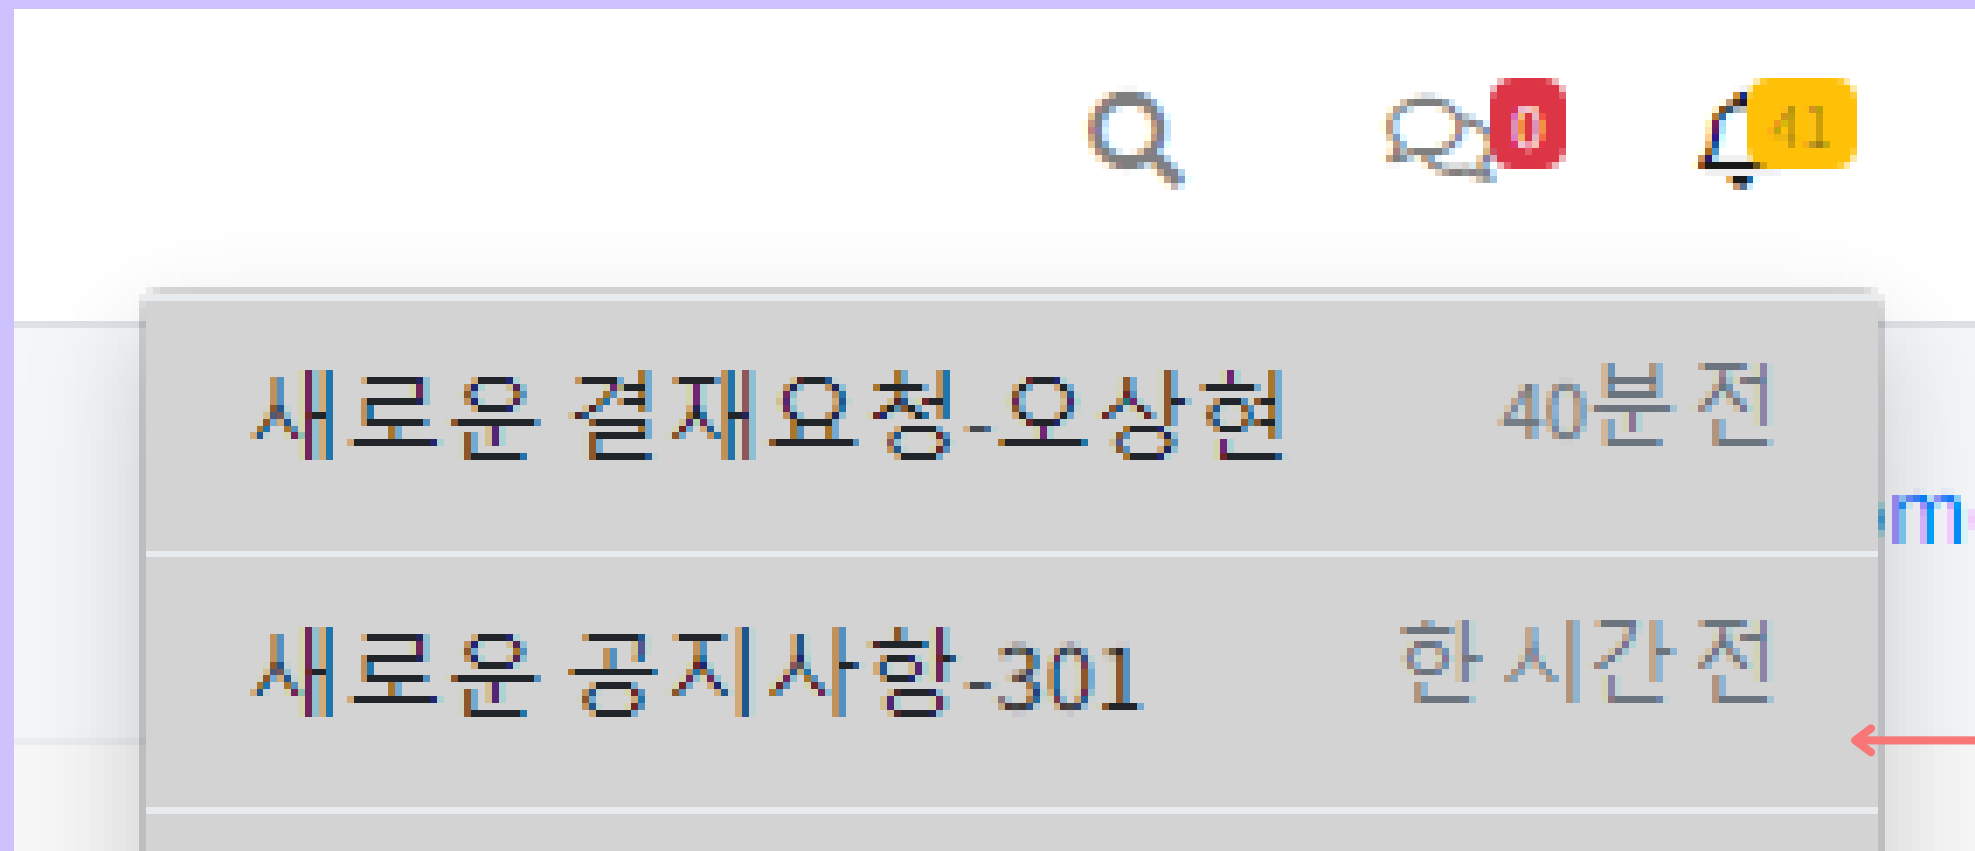 0
41
새로운 결재요청-오상현 40분 전
m
새로운 공지사항-301 한 시간 전